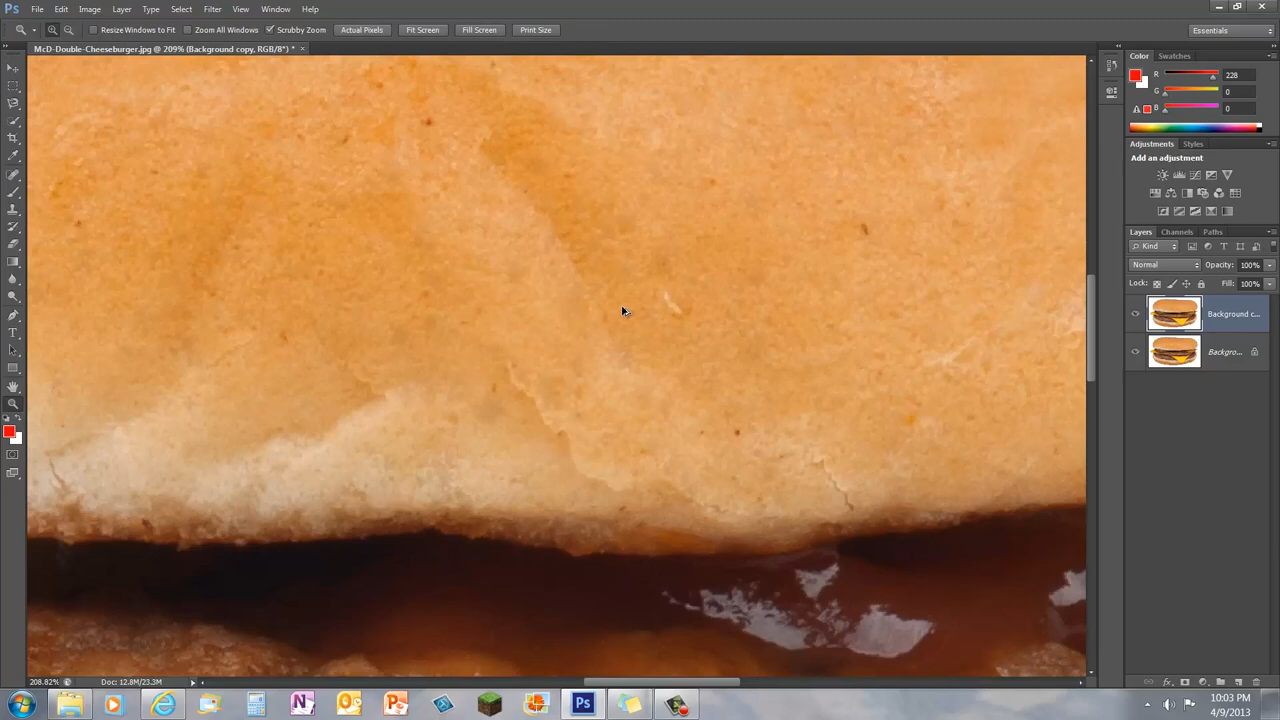 Ps File Edit Image Layer Type Select Filter View Window Help
Resize Windows to Fit Zoom All Windows Scrubby Zoom Actual Pixels Fit Screen Fill Screen Print Size Essentials
McD-Double-Cheeseburger.jpg @ 209% (Background copy, RGB/8*) * ×
Color Swatches
R 228
G 0
B 0
Adjustments Styles
Add an adjustment
Layers Channels Paths
Kind
Normal Opacity: 100%
Lock: Fill: 100%
Background c...
Backgro...
208.82% Doc: 12.8M/23.3M
Ps
10:03 PM
4/9/2013